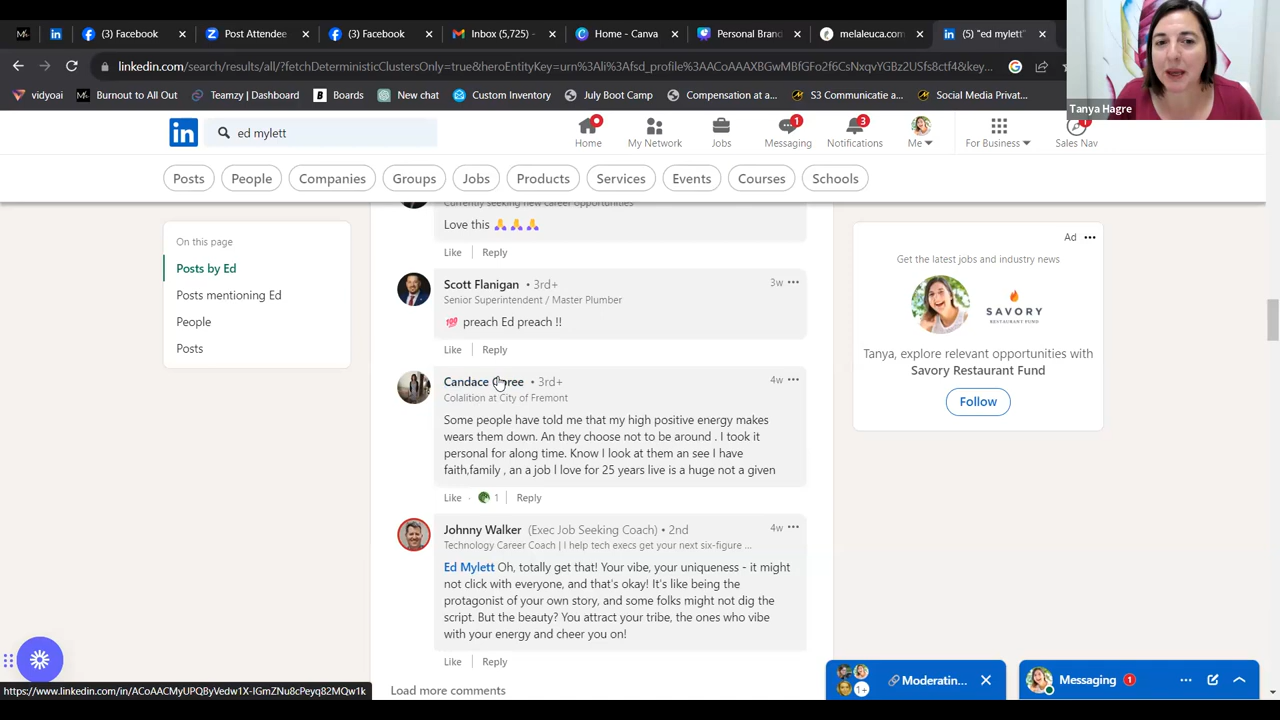 (3) Facebook
Post Attendee
(3) Facebook
Inbox (5,725) -
Home - Canva
Personal Brand
melaleuca.com
(5) "ed mylett"
linkedin.com/search/results/all/?fetchDeterministicClustersOnly=true&heroEntityKey=urn%3Ali%3Afsd_profile%3AACoAAAXBGwMBfGFo2f6CsNxqvYGBz2USfs8ctf4&key...
Tanya Hagre
vidyoai
Burnout to All Out
Teamzy | Dashboard
Boards
New chat
Custom Inventory
July Boot Camp
Compensation at a...
S3 Communicatie a...
Social Media Privat...
in
ed mylett
Home
My Network
Jobs
1
Messaging
3
Notifications
Me
For Business
1
Sales Nav
Posts
People
Companies
Groups
Jobs
Products
Services
Events
Courses
Schools
On this page
Posts by Ed
Posts mentioning Ed
People
Posts
Currently seeking new career opportunities
Love this 🙏 🙏 🙏
Like
Reply
Scott Flanigan • 3rd+
3w
Senior Superintendent / Master Plumber
💯 preach Ed preach !!
Like
Reply
Candace • 3rd+
4w
Colalition at City of Fremont
Some people have told me that my high positive energy makes
wears them down. An they choose not to be around . I took it
personal for along time. Know I look at them an see I have
faith,family , an a job I love for 25 years live is a huge not a given
Like · 1
Reply
Johnny Walker (Exec Job Seeking Coach) • 2nd
4w
Technology Career Coach | I help tech execs get your next six-figure ...
Ed Mylett Oh, totally get that! Your vibe, your uniqueness - it might
not click with everyone, and that's okay! It's like being the
protagonist of your own story, and some folks might not dig the
script. But the beauty? You attract your tribe, the ones who vibe
with your energy and cheer you on!
Like
Reply
Load more comments
Ad
Get the latest jobs and industry news
SAVORY
RESTAURANT FUND
Tanya, explore relevant opportunities with
Savory Restaurant Fund
Follow
1+
Moderatin...
Messaging
1
https://www.linkedin.com/in/ACoAACMyUPQByVedw1X-IGmZNu8cPeyq82MQw1k